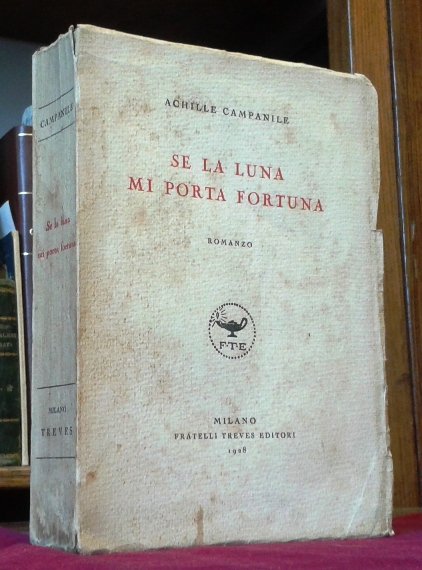 ACHILLE CAMPANILE
SE LA LUNA
MI PORTA FORTUNA
ROMANZO
F·T·E
MILANO
FRATELLI TREVES EDITORI
1928
CAMPANILE
Se la luna
mi porta fortuna
MILANO
TREVES